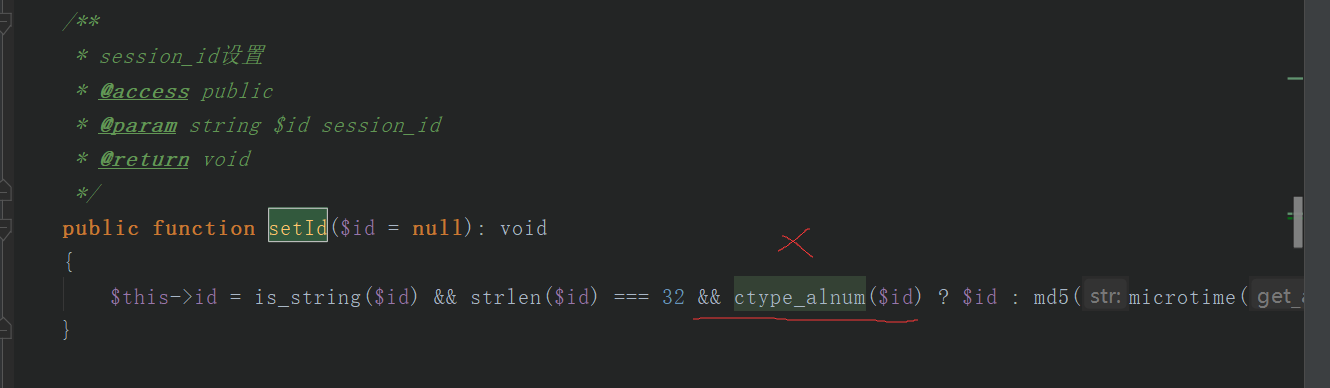 /**
* session_id设置
* @access public
* @param string $id session_id
* @return void
*/
public function setId($id = null): void
{
$this->id = is_string($id) && strlen($id) === 32 && ctype_alnum($id) ? $id : md5( str: microtime( get_
}